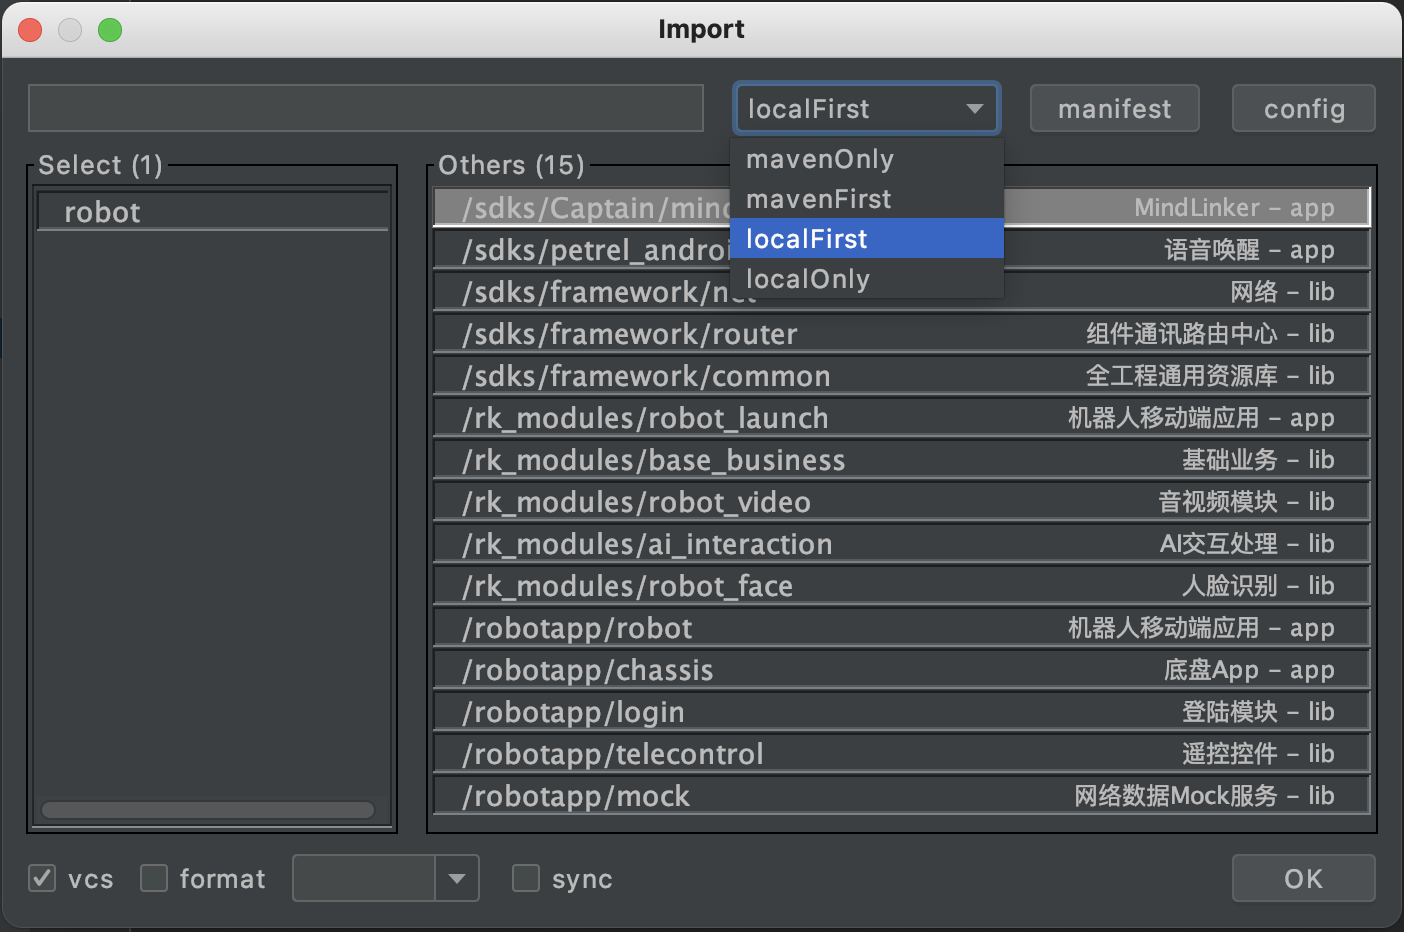 Import
localFirst
manifest
config
mavenOnly
mavenFirst
localFirst
localOnly
Select (1)
robot
Others (15)
/sdks/Captain/ MindLinker - app
语音唤醒 - app
/sdks/framework/net 网络 - lib
/sdks/framework/router 组件通讯路由中心 - lib
/sdks/framework/common 全工程通用资源库 - lib
/rk_modules/robot_launch 机器人移动端应用 - app
/rk_modules/base_business 基础业务 - lib
/rk_modules/robot_video 音视频模块 - lib
/rk_modules/ai_interaction AI交互处理 - lib
/rk_modules/robot_face 人脸识别 - lib
/robotapp/robot 机器人移动端应用 - app
/robotapp/chassis 底盘App - app
/robotapp/login 登陆模块 - lib
/robotapp/telecontrol 遥控控件 - lib
/robotapp/mock 网络数据Mock服务 - lib
vcs
format
sync
OK